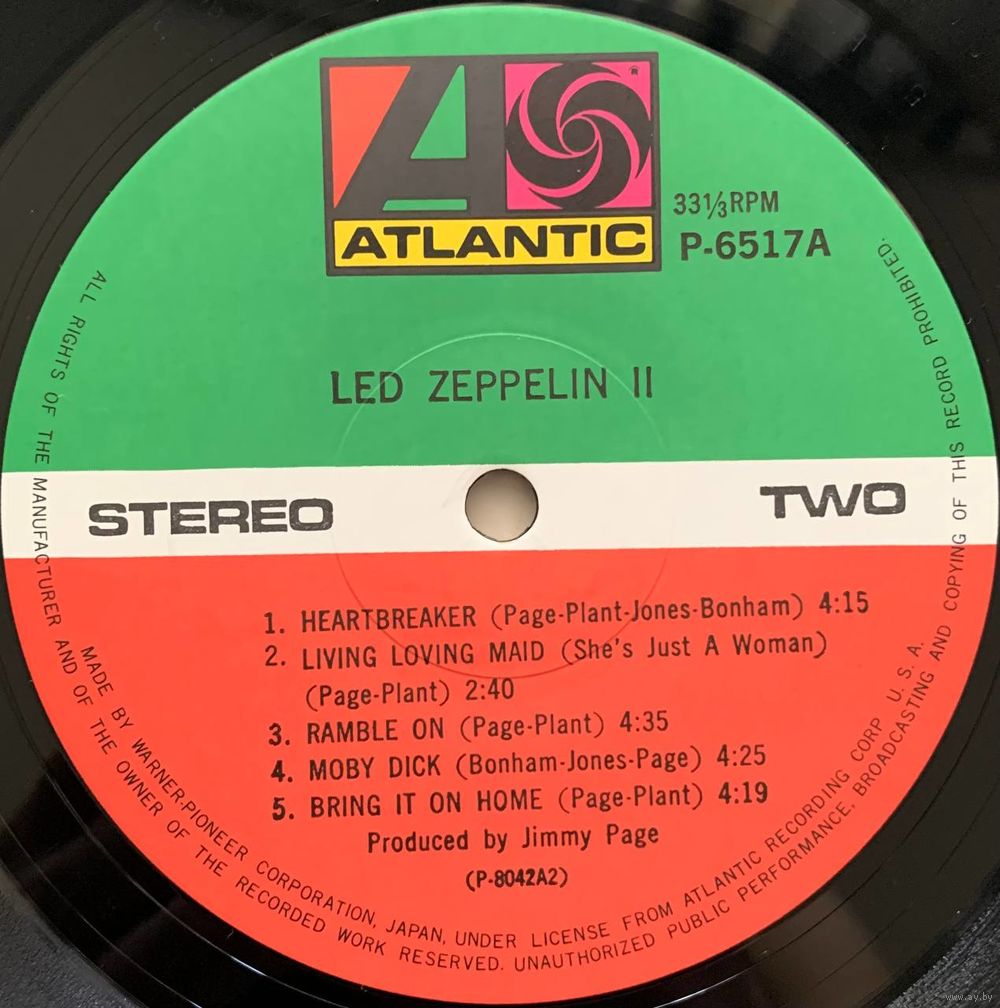 ATLANTIC
®
33⅓RPM
P-6517A
LED ZEPPELIN II
STEREO
TWO
1. HEARTBREAKER (Page-Plant-Jones-Bonham) 4:15
2. LIVING LOVING MAID (She's Just A Woman)
(Page-Plant) 2:40
3. RAMBLE ON (Page-Plant) 4:35
4. MOBY DICK (Bonham-Jones-Page) 4:25
5. BRING IT ON HOME (Page-Plant) 4:19
Produced by Jimmy Page
(P-8042A2)
MADE BY WARNER-PIONEER CORPORATION, JAPAN, UNDER LICENSE FROM ATLANTIC RECORDING CORP U. S. A.
ALL RIGHTS OF THE MANUFACTURER AND OF THE OWNER OF THE RECORDED WORK RESERVED. UNAUTHORIZED PUBLIC PERFORMANCE, BROADCASTING AND COPYING OF THIS RECORD PROHIBITED.
www.ay.by